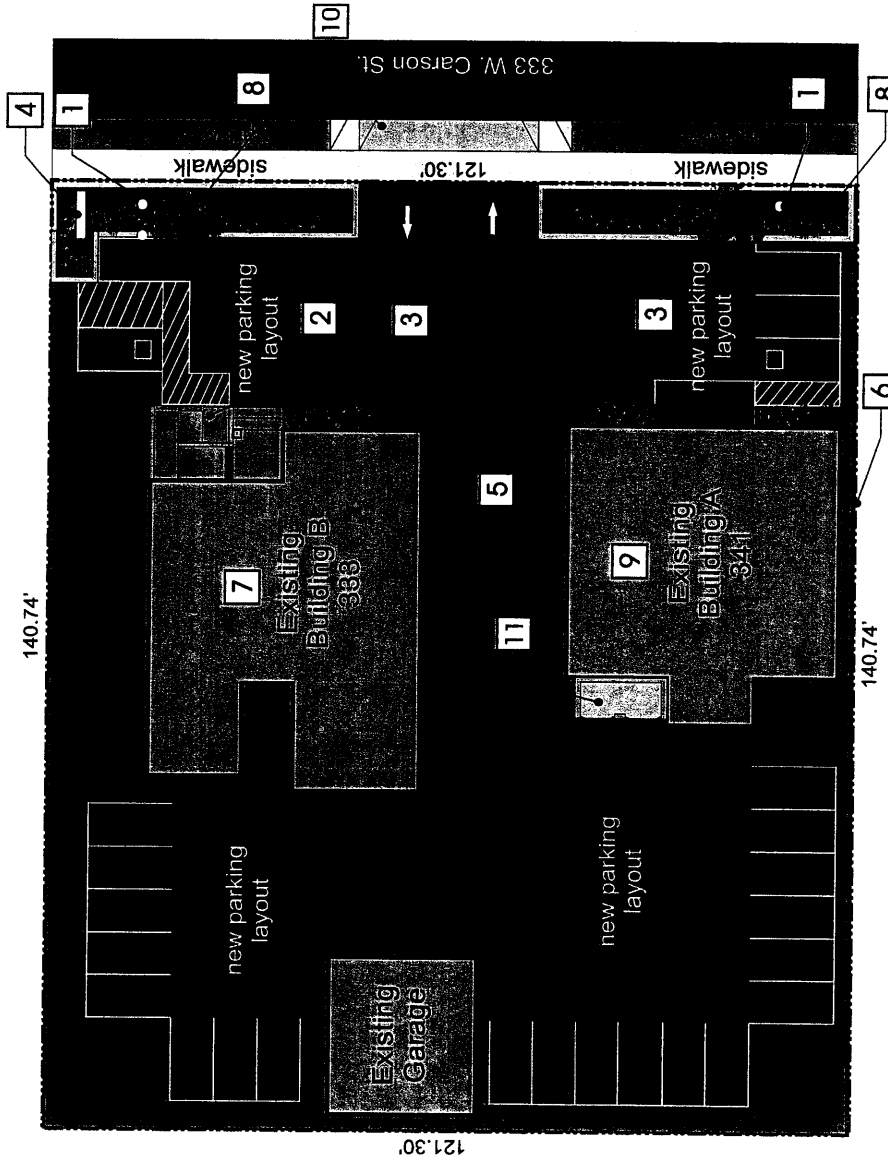 10
4
1
8
333 W. Carson St.
1
8
sidewalk
121.30'
sidewalk
new parking
layout
2
3
3
new parking
layout
6
140.74'
7
Existing
Building B
333
5
11
9
Existing
Building A
341
140.74'
new parking
layout
new parking
layout
Existing
Garage
121.30'